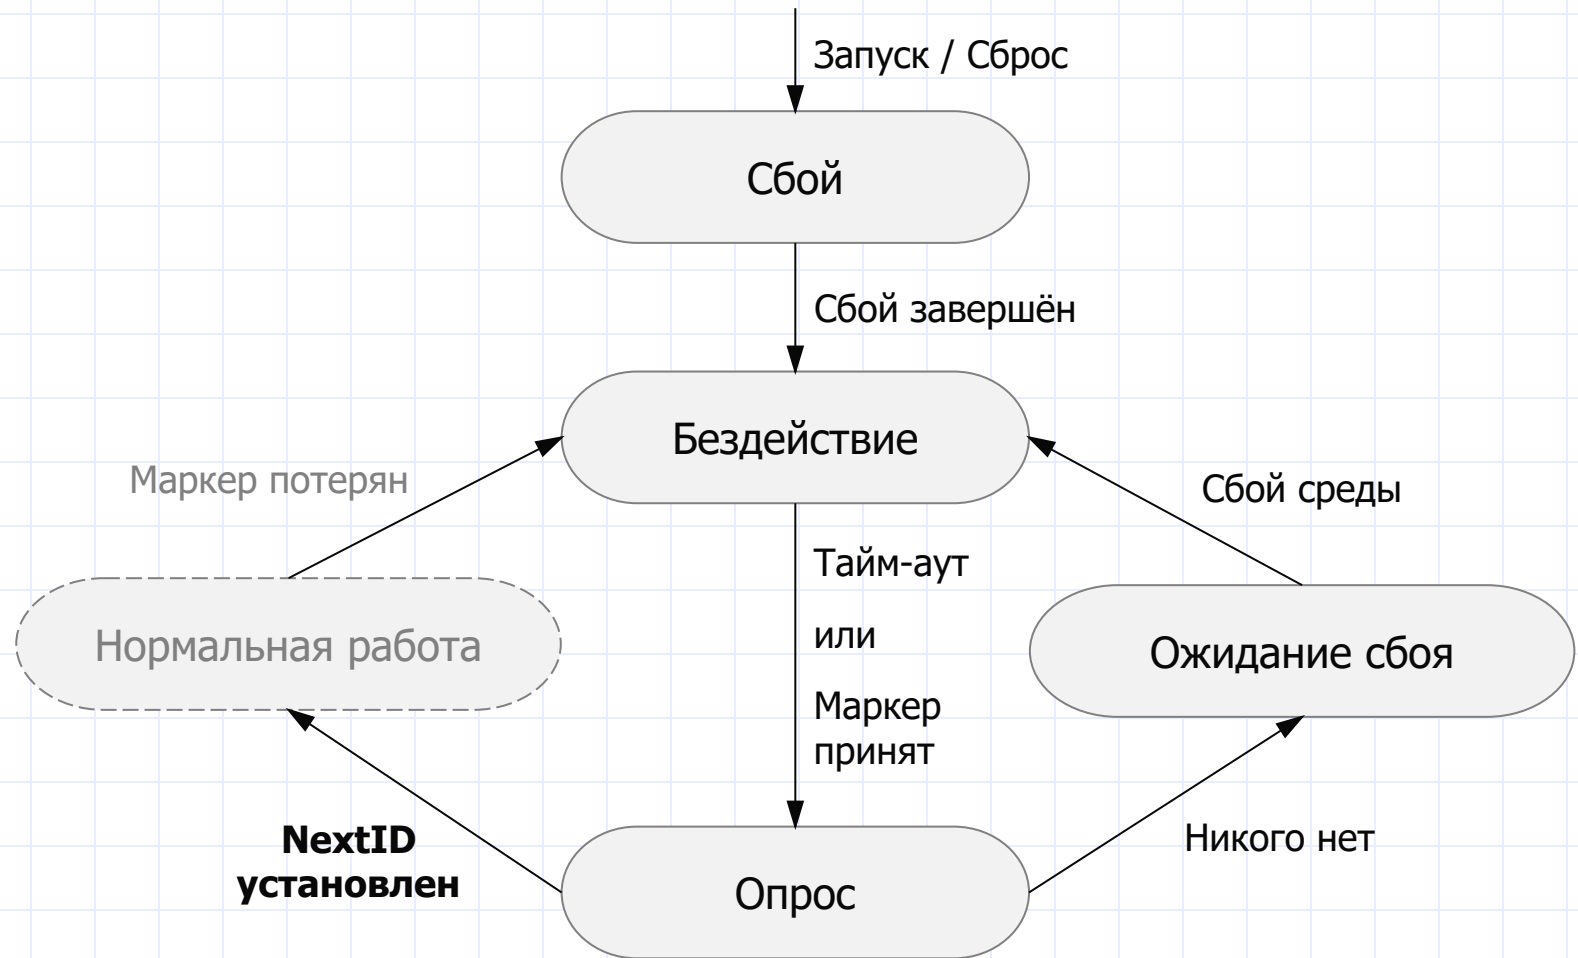 Запуск / Сброс
Сбой
Сбой завершён
Бездействие
Маркер потерян
Сбой среды
Тайм-аут
или
Маркер
принят
Нормальная работа
Ожидание сбоя
NextID
установлен
Никого нет
Опрос